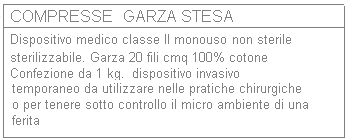 COMPRESSE GARZA STESA
Dispositivo medico classe II monouso non sterile
sterilizzabile. Garza 20 fili cmq 100% cotone
Confezione da 1 kg. dispositivo invasivo
temporaneo da utilizzare nelle pratiche chirurgiche
o per tenere sotto controllo il micro ambiente di una
ferita